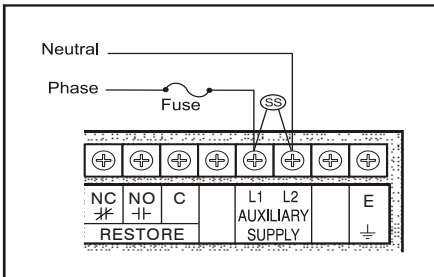 Neutral
Phase
Fuse
SS
NC NO C L1 L2 E
AUXILIARY
RESTORE SUPPLY